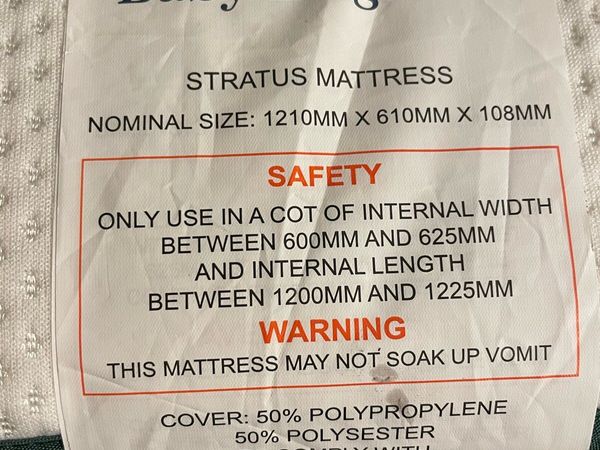 STRATUS MATTRESS
NOMINAL SIZE: 1210MM X 610MM X 108MM
SAFETY
ONLY USE IN A COT OF INTERNAL WIDTH
BETWEEN 600MM AND 625MM
AND INTERNAL LENGTH
BETWEEN 1200MM AND 1225MM
WARNING
THIS MATTRESS MAY NOT SOAK UP VOMIT
COVER: 50% POLYPROPYLENE
50% POLYSESTER
COMPLY WITH